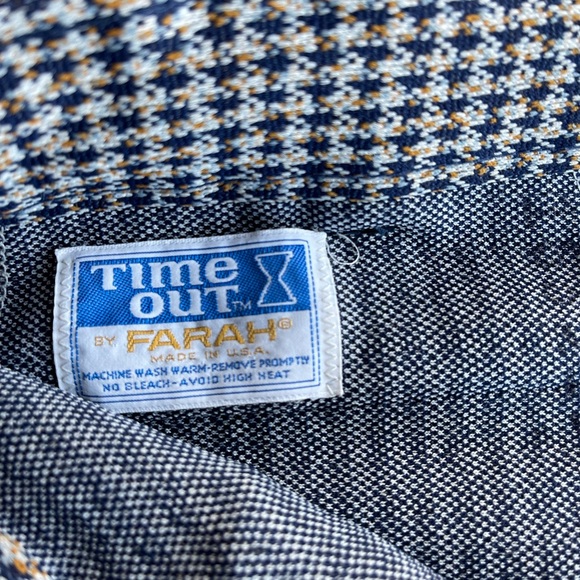 TIME
OUT™
BY FARAH®
MADE IN U.S.A.
MACHINE WASH WARM-REMOVE PROMPTLY
NO BLEACH-AVOID HIGH HEAT